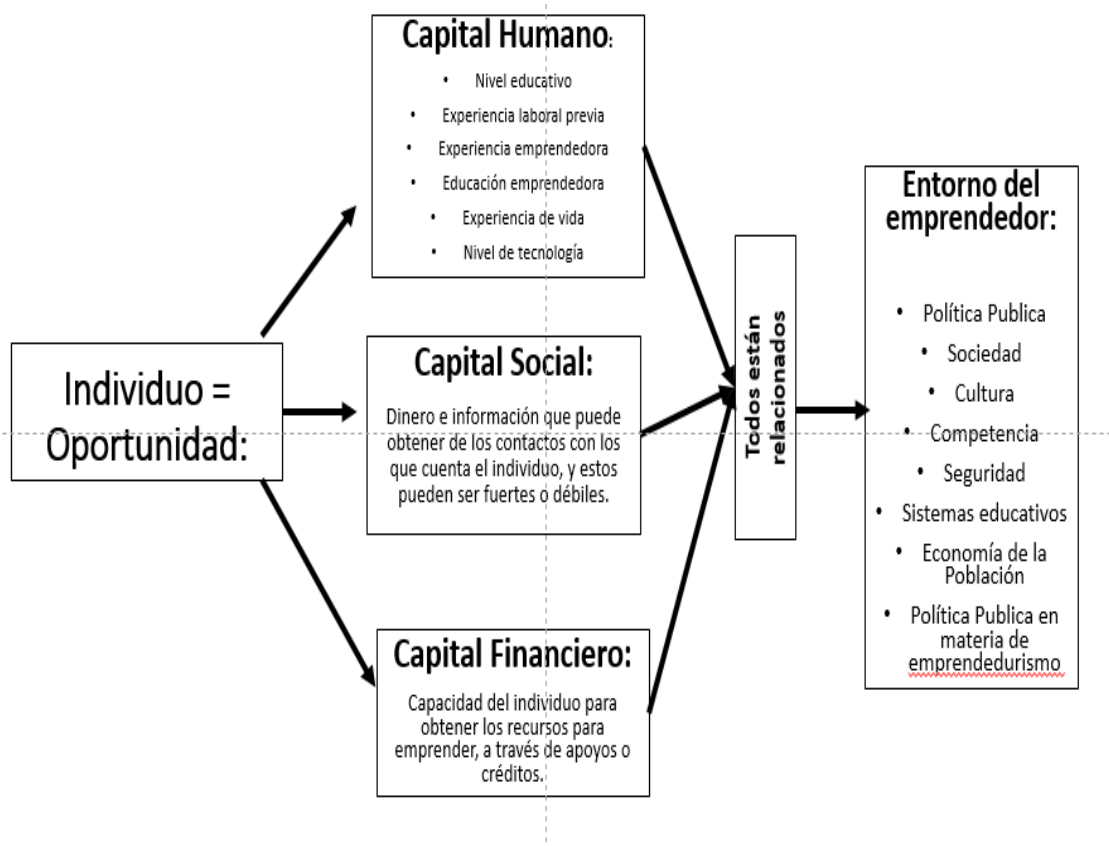 Individuo =
Oportunidad:
Capital Humano:
• Nivel educativo
• Experiencia laboral previa
• Experiencia emprendedora
• Educación emprendedora
• Experiencia de vida
• Nivel de tecnología
Capital Social:
Dinero e información que puede
obtener de los contactos con los
que cuenta el individuo, y estos
pueden ser fuertes o débiles.
Capital Financiero:
Capacidad del individuo para
obtener los recursos para
emprender, a través de apoyos o
créditos.
Todos están
relacionados
Entorno del
emprendedor:
• Política Publica
• Sociedad
• Cultura
• Competencia
• Seguridad
• Sistemas educativos
• Economía de la
Población
• Política Publica en
materia de
emprendedurismo